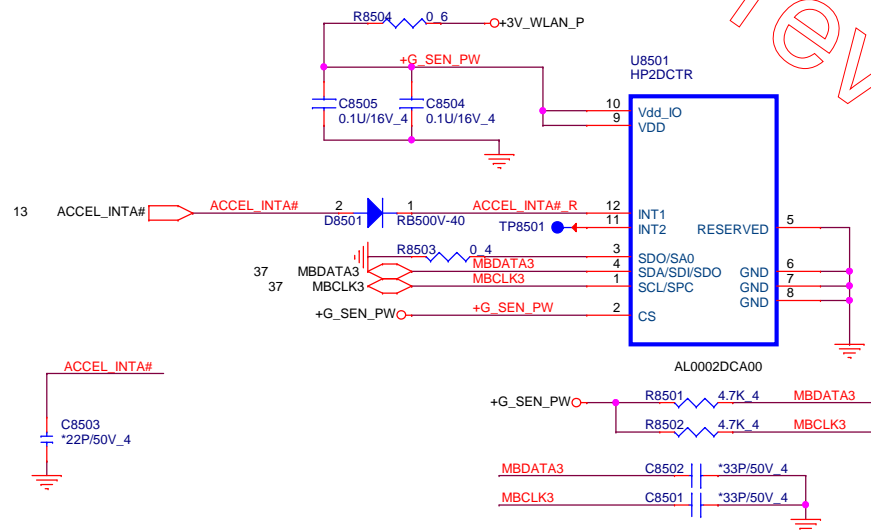 R8504 0_6 +3V_WLAN_P
+G_SEN_PW
U8501
HP2DCTR
C8505
0.1U/16V_4
C8504
0.1U/16V_4
10 Vdd_IO
9 VDD
13 ACCEL_INTA# ACCEL_INTA# 2 1 ACCEL_INTA#_R 12 INT1
D8501 RB500V-40
TP8501 11 INT2
RESERVED 5
R8503 0_4 3 SDO/SA0
37 MBDATA3 MBDATA3 4 SDA/SDI/SDO GND 6
37 MBCLK3 MBCLK3 1 SCL/SPC GND 7
GND 8
+G_SEN_PW +G_SEN_PW 2 CS
AL0002DCA00
ACCEL_INTA#
C8503
*22P/50V_4
+G_SEN_PW R8501 4.7K_4 MBDATA3
R8502 4.7K_4 MBCLK3
MBDATA3 C8502 *33P/50V_4
MBCLK3 C8501 *33P/50V_4